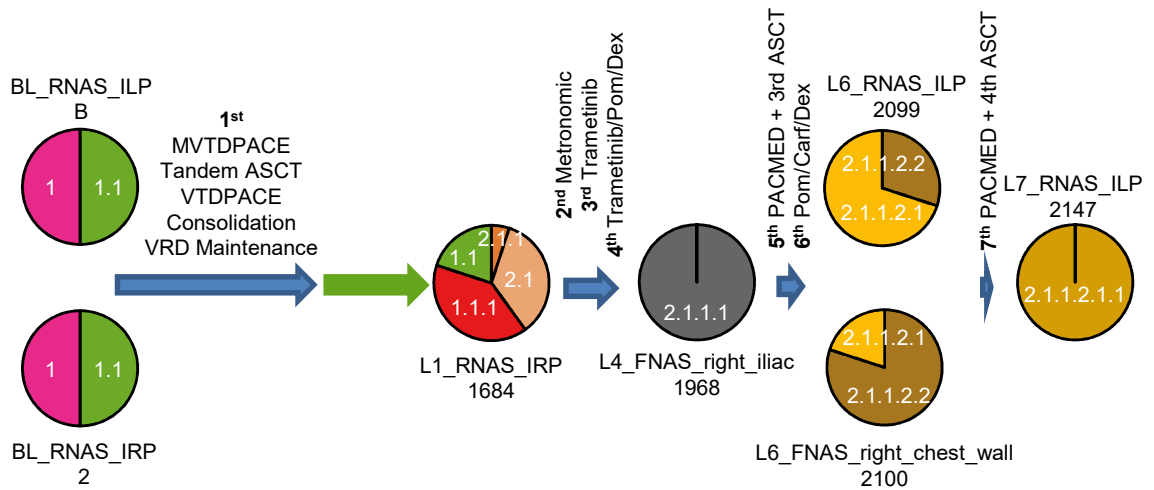 BL_RNAS_ILP
B
1
1.1
1st
MVTDPACE
Tandem ASCT
VTDPACE
Consolidation
VRD Maintenance
1
1.1
BL_RNAS_IRP
2
2.1.1
1.1
2.1
1.1.1
L1_RNAS_IRP
1684
2nd Metronomic
3rd Trametinib
4th Trametinib/Pom/Dex
2.1.1.1
L4_FNAS_right_iliac
1968
5th PACMED + 3rd ASCT
6th Pom/Carf/Dex
L6_RNAS_ILP
2099
2.1.1.2.2
2.1.1.2.1
2.1.1.2.1
2.1.1.2.2
L6_FNAS_right_chest_wall
2100
7th PACMED + 4th ASCT
L7_RNAS_ILP
2147
2.1.1.2.1.1